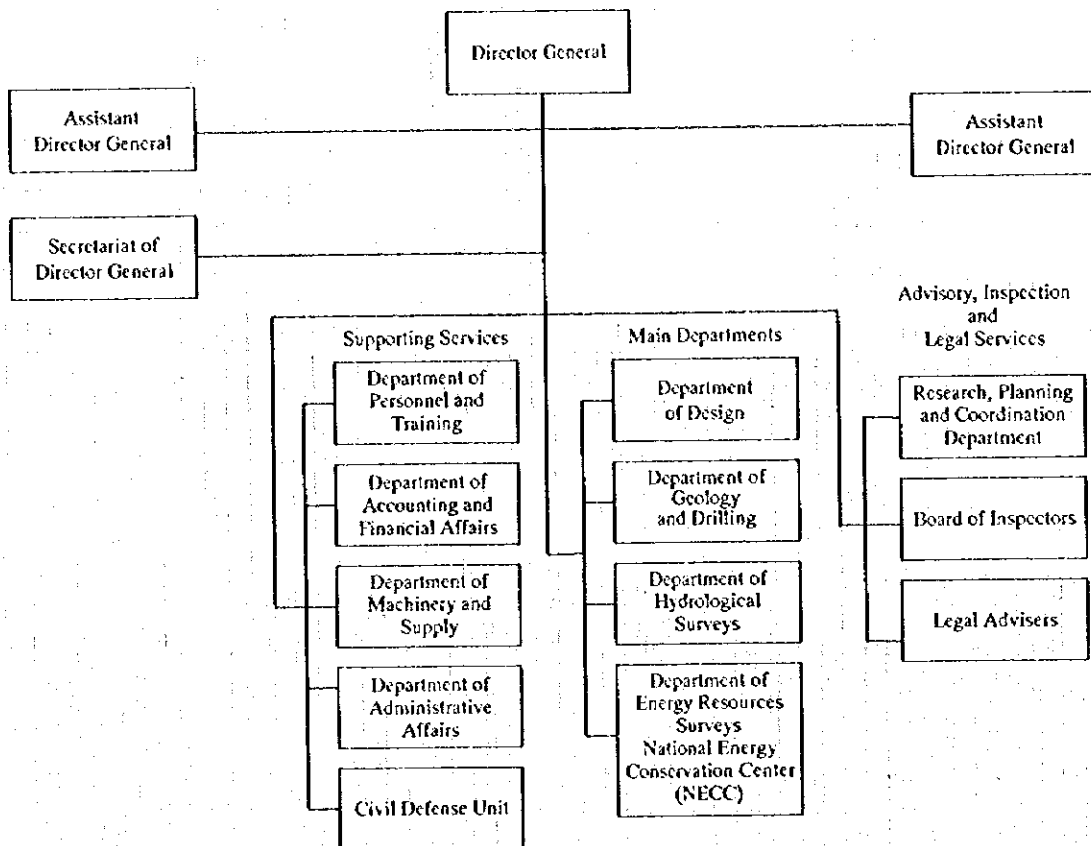 Director General
Assistant
Director General
Assistant
Director General
Secretariat of
Director General
Supporting Services
Department of
Personnel and
Training
Department of
Accounting and
Financial Affairs
Department of
Machinery and
Supply
Department of
Administrative
Affairs
Civil Defense Unit
Main Departments
Department
of Design
Department of
Geology
and Drilling
Department of
Hydrological
Surveys
Department of
Energy Resources
Surveys
National Energy
Conservation Center
(NECC)
Advisory, Inspection
and
Legal Services
Research, Planning
and Coordination
Department
Board of Inspectors
Legal Advisers